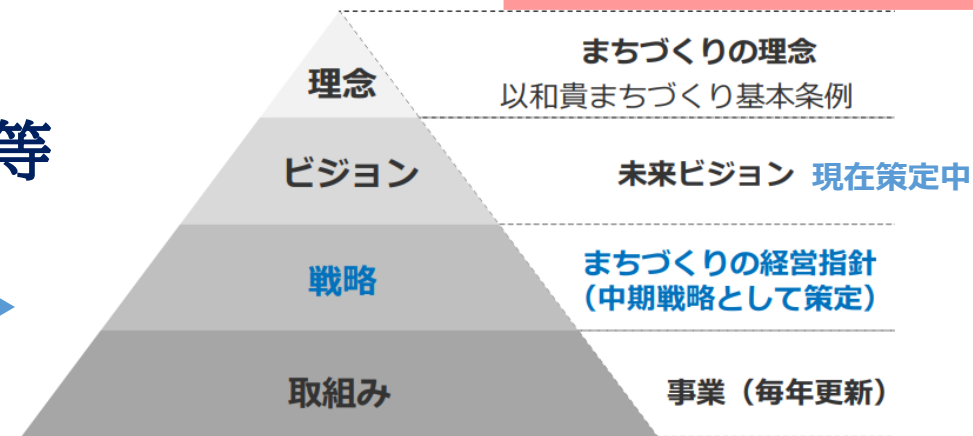 等
理念
まちづくりの理念
以和貴まちづくり基本条例
ビジョン
未来ビジョン 現在策定中
戦略
まちづくりの経営指針
（中期戦略として策定）
取組み
事業（毎年更新）